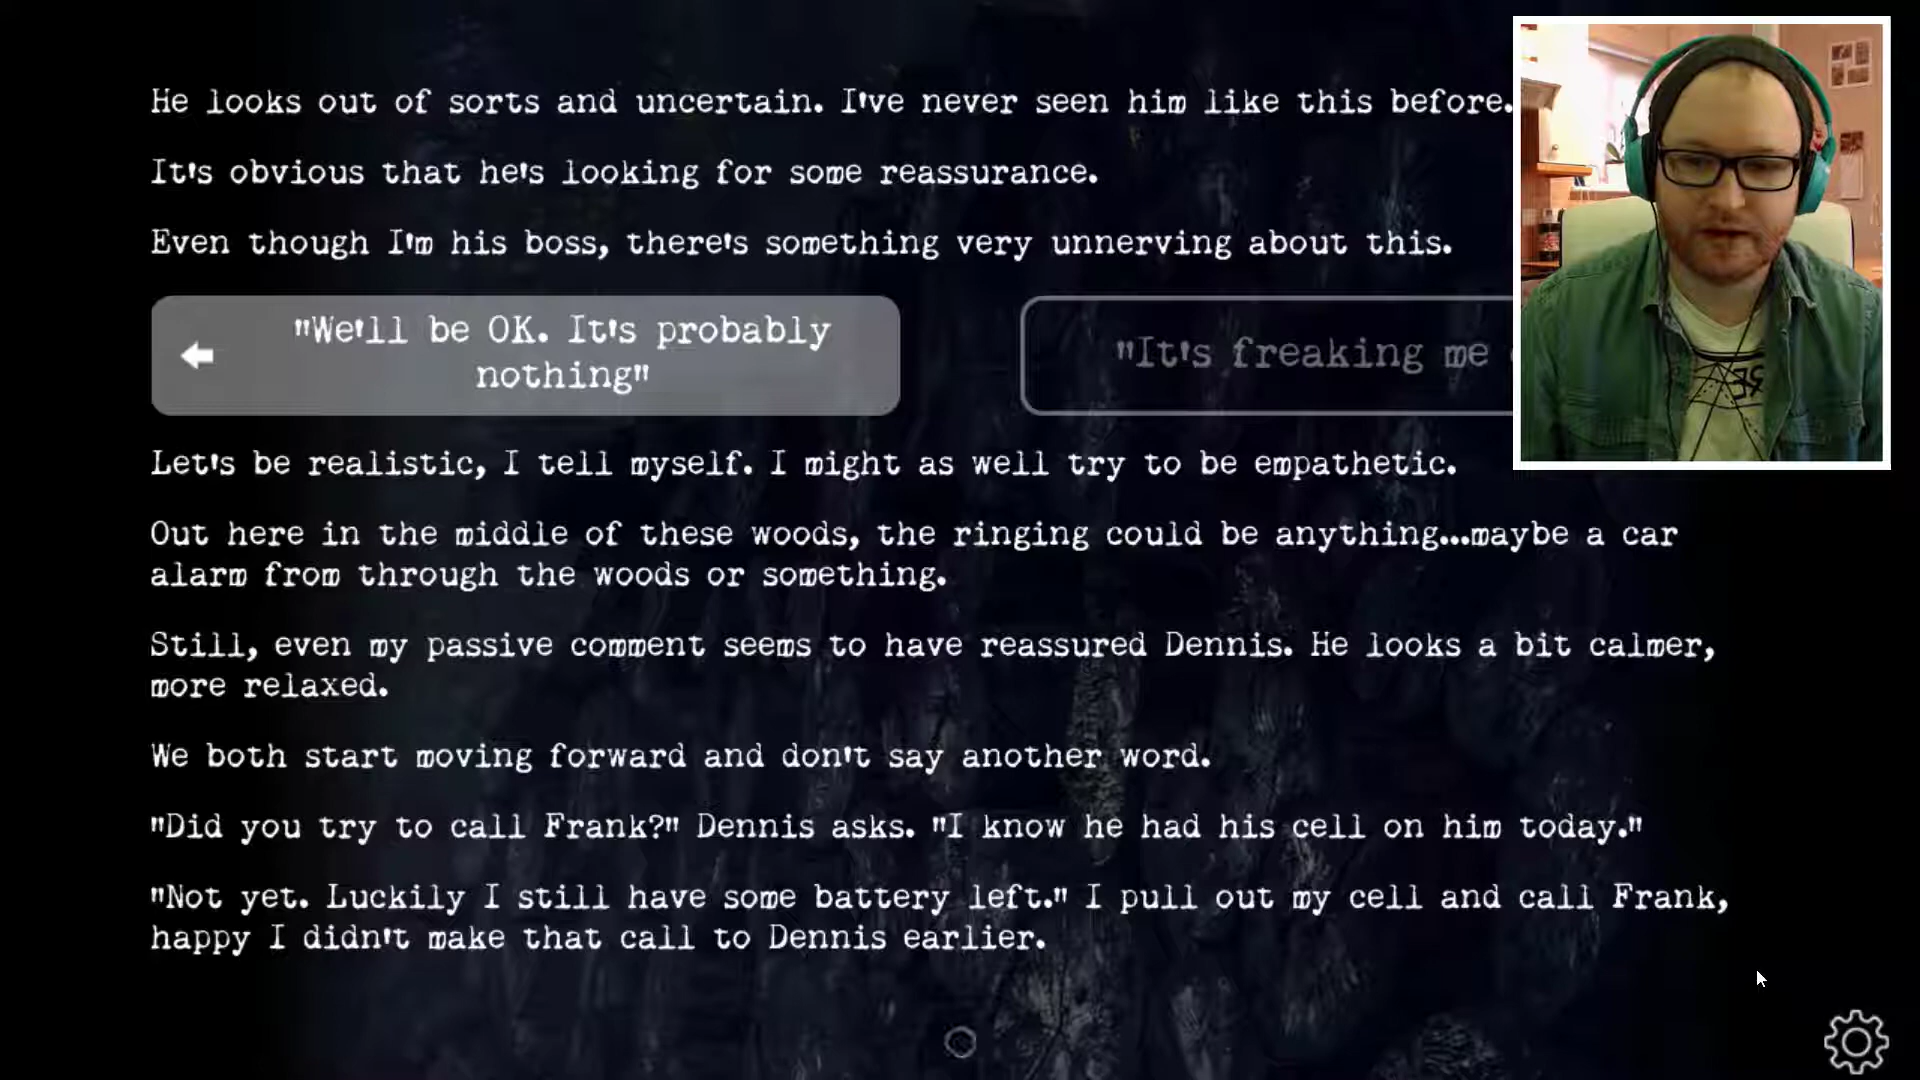 He looks out of sorts and uncertain. I've never seen him like this before.
It's obvious that he's looking for some reassurance.
Even though I'm his boss, there's something very unnerving about this.
"We'll be OK. It's probably
nothing"
"It's freaking me
Let's be realistic, I tell myself. I might as well try to be empathetic.
Out here in the middle of these woods, the ringing could be anything...maybe a car
alarm from through the woods or something.
Still, even my passive comment seems to have reassured Dennis. He looks a bit calmer,
more relaxed.
We both start moving forward and don't say another word.
"Did you try to call Frank?" Dennis asks. "I know he had his cell on him today."
"Not yet. Luckily I still have some battery left." I pull out my cell and call Frank,
happy I didn't make that call to Dennis earlier.